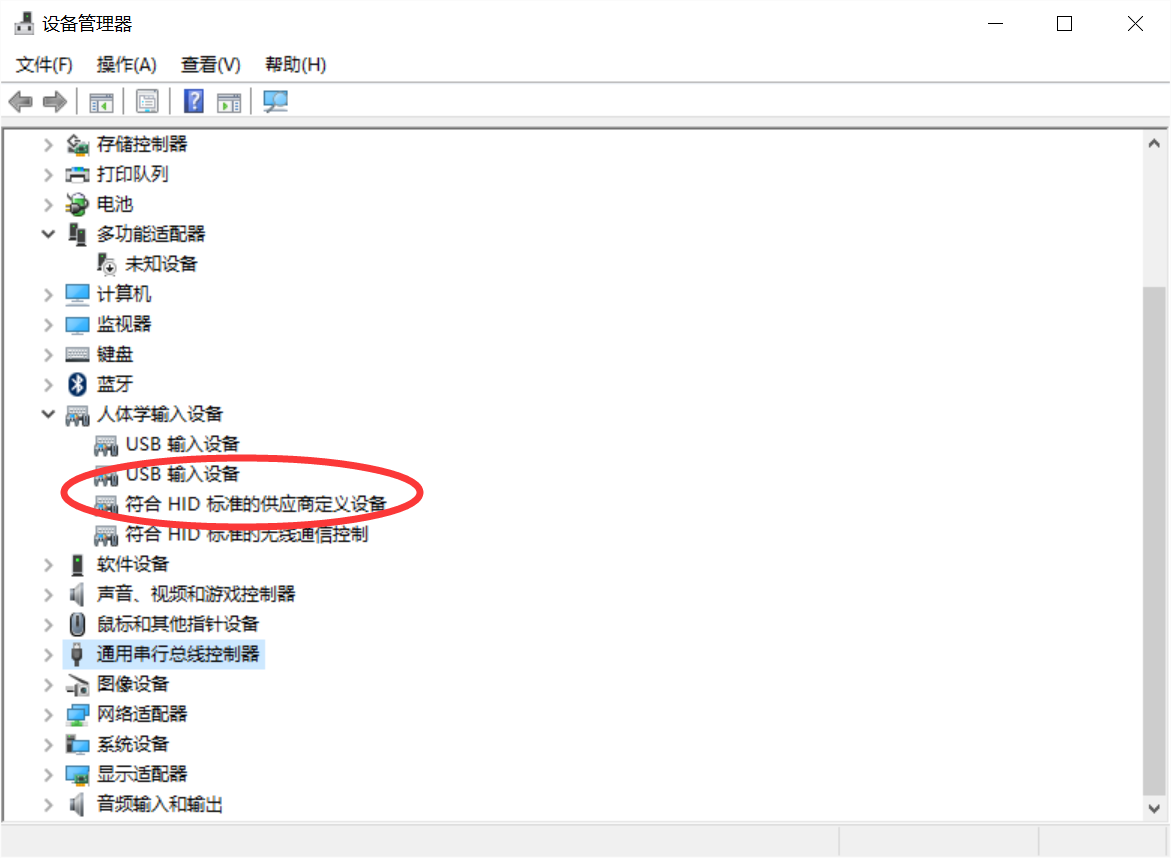 设备管理器
文件(F) 操作(A) 查看(V) 帮助(H)
存储控制器
打印队列
电池
多功能适配器
未知设备
计算机
监视器
键盘
蓝牙
人体学输入设备
USB 输入设备
USB 输入设备
符合 HID 标准的供应商定义设备
符合 HID 标准的无线通信控制
软件设备
声音、视频和游戏控制器
鼠标和其他指针设备
通用串行总线控制器
图像设备
网络适配器
系统设备
显示适配器
音频输入和输出